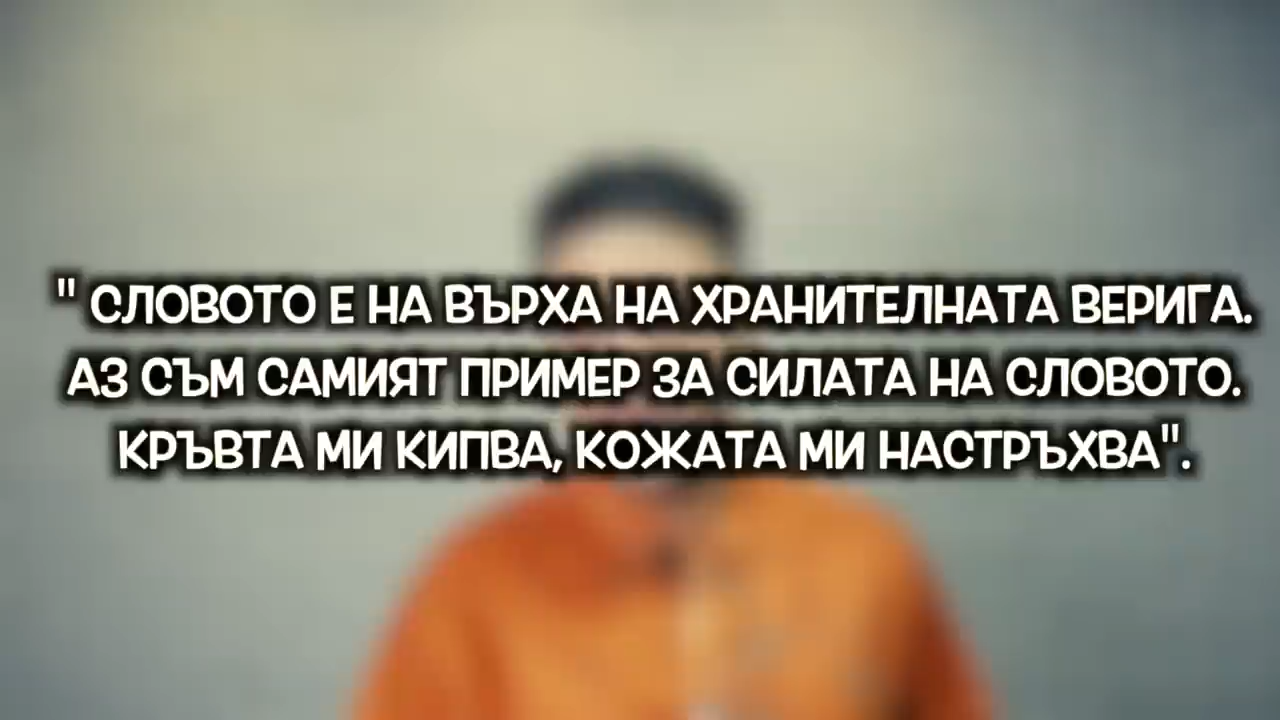 " СЛОВОТО Е НА ВЪРХА НА ХРАНИТЕЛНАТА ВЕРИГА.
АЗ СЪМ САМИЯТ ПРИМЕР ЗА СИЛАТА НА СЛОВОТО.
КРЪВТА МИ КИПВА, КОЖАТА МИ НАСТРЪХВА".